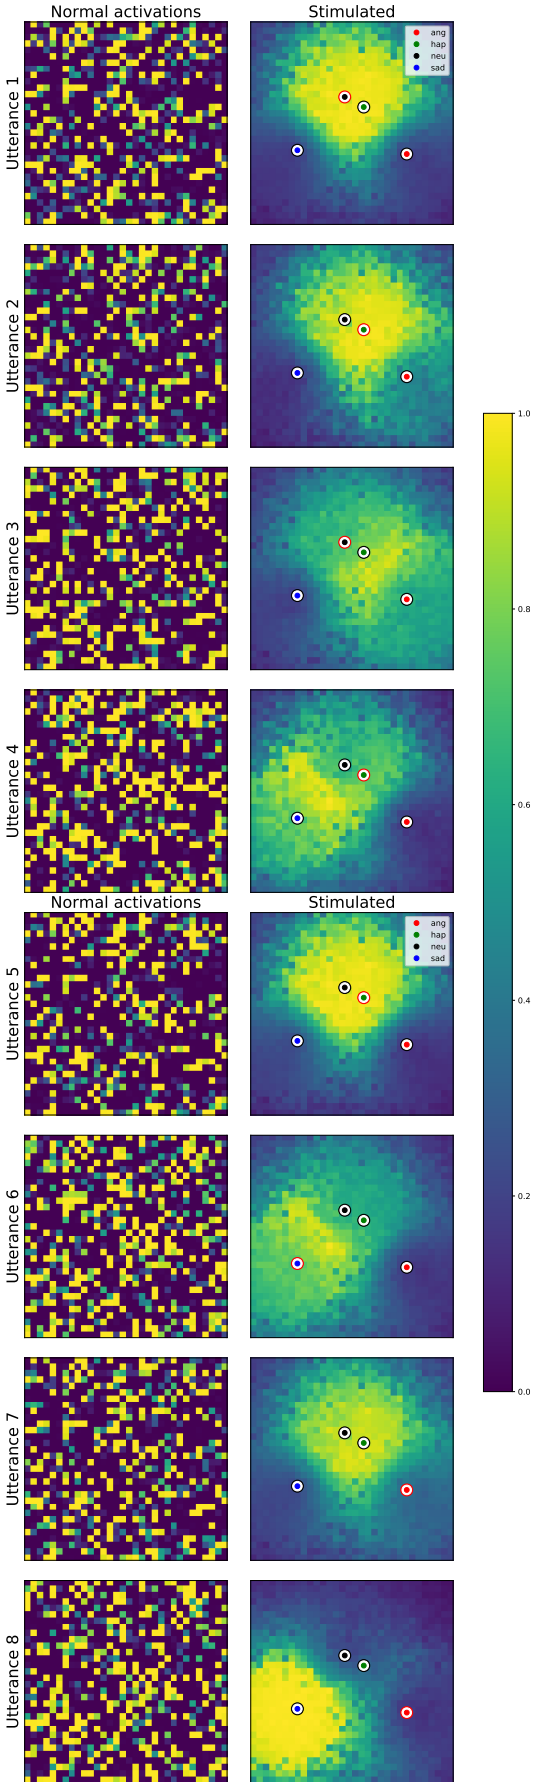 Normal activations
Stimulated
Utterance 1
ang
hap
neu
sad
Utterance 2
Utterance 3
Utterance 4
Normal activations
Stimulated
Utterance 5
ang
hap
neu
sad
Utterance 6
Utterance 7
Utterance 8
1.0
0.8
0.6
0.4
0.2
0.0